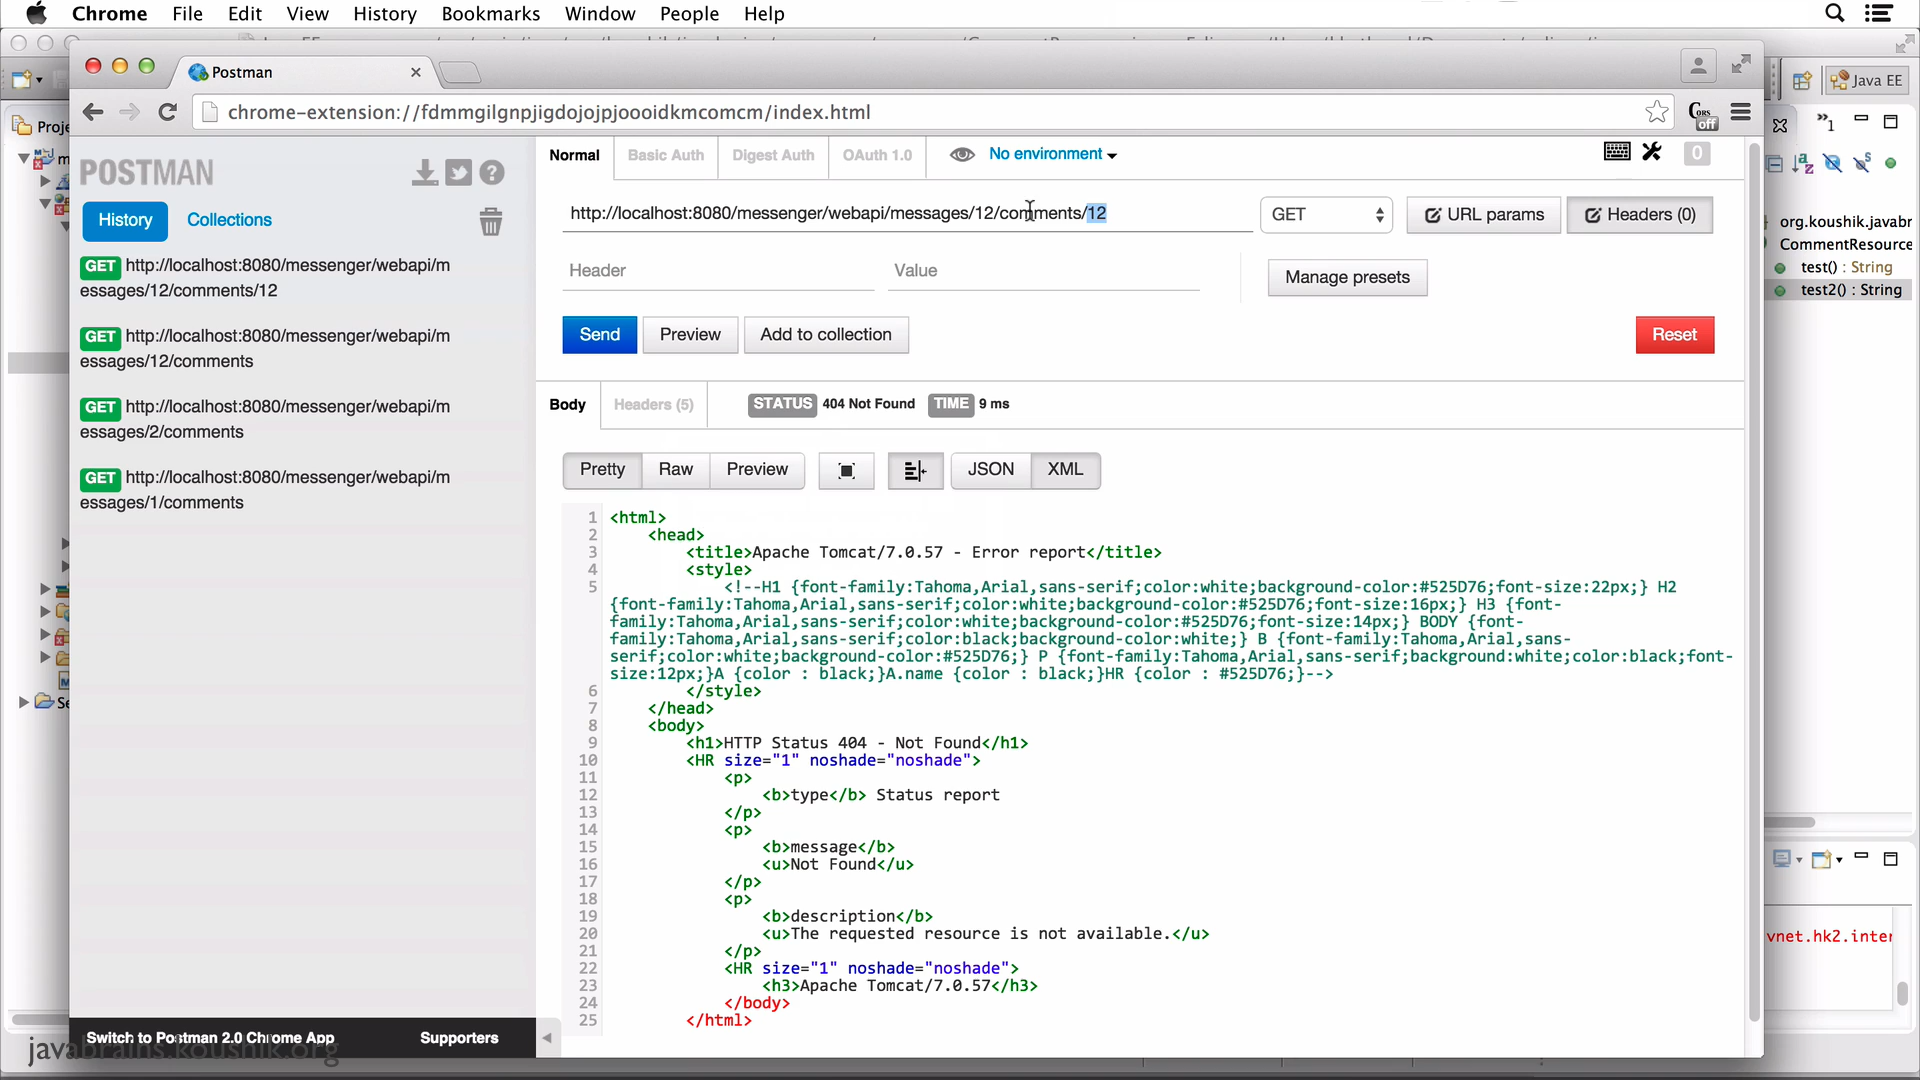 Chrome File Edit View History Bookmarks Window People Help
Postman
chrome-extension://fdmmgilgnpjigdojojpjoooidkmcomcm/index.html
CORS off
Java EE
Proje
POSTMAN
History Collections
GET http://localhost:8080/messenger/webapi/m
essages/12/comments/12
GET http://localhost:8080/messenger/webapi/m
essages/12/comments
GET http://localhost:8080/messenger/webapi/m
essages/2/comments
GET http://localhost:8080/messenger/webapi/m
essages/1/comments
Normal Basic Auth Digest Auth OAuth 1.0 No environment 0
http://localhost:8080/messenger/webapi/messages/12/comments/12 GET URL params Headers (0)
Header Value Manage presets
Send Preview Add to collection Reset
Body Headers (5) STATUS 404 Not Found TIME 9 ms
Pretty Raw Preview JSON XML
1 <html>
2 <head>
3 <title>Apache Tomcat/7.0.57 - Error report</title>
4 <style>
5 <!--H1 {font-family:Tahoma,Arial,sans-serif;color:white;background-color:#525D76;font-size:22px;} H2
{font-family:Tahoma,Arial,sans-serif;color:white;background-color:#525D76;font-size:16px;} H3 {font-
family:Tahoma,Arial,sans-serif;color:white;background-color:#525D76;font-size:14px;} BODY {font-
family:Tahoma,Arial,sans-serif;color:black;background-color:white;} B {font-family:Tahoma,Arial,sans-
serif;color:white;background-color:#525D76;} P {font-family:Tahoma,Arial,sans-serif;background:white;color:black;font-
size:12px;}A {color : black;}A.name {color : black;}HR {color : #525D76;}-->
6 </style>
7 </head>
8 <body>
9 <h1>HTTP Status 404 - Not Found</h1>
10 <HR size="1" noshade="noshade">
11 <p>
12 <b>type</b> Status report
13 </p>
14 <p>
15 <b>message</b>
16 <u>Not Found</u>
17 </p>
18 <p>
19 <b>description</b>
20 <u>The requested resource is not available.</u>
21 </p>
22 <HR size="1" noshade="noshade">
23 <h3>Apache Tomcat/7.0.57</h3>
24 </body>
25 </html>
Switch to Postman 2.0 Chrome App Supporters
javabrains.koushik.org
org.koushik.javabr
CommentResource
test() : String
test2() : String
vnet.hk2.inter